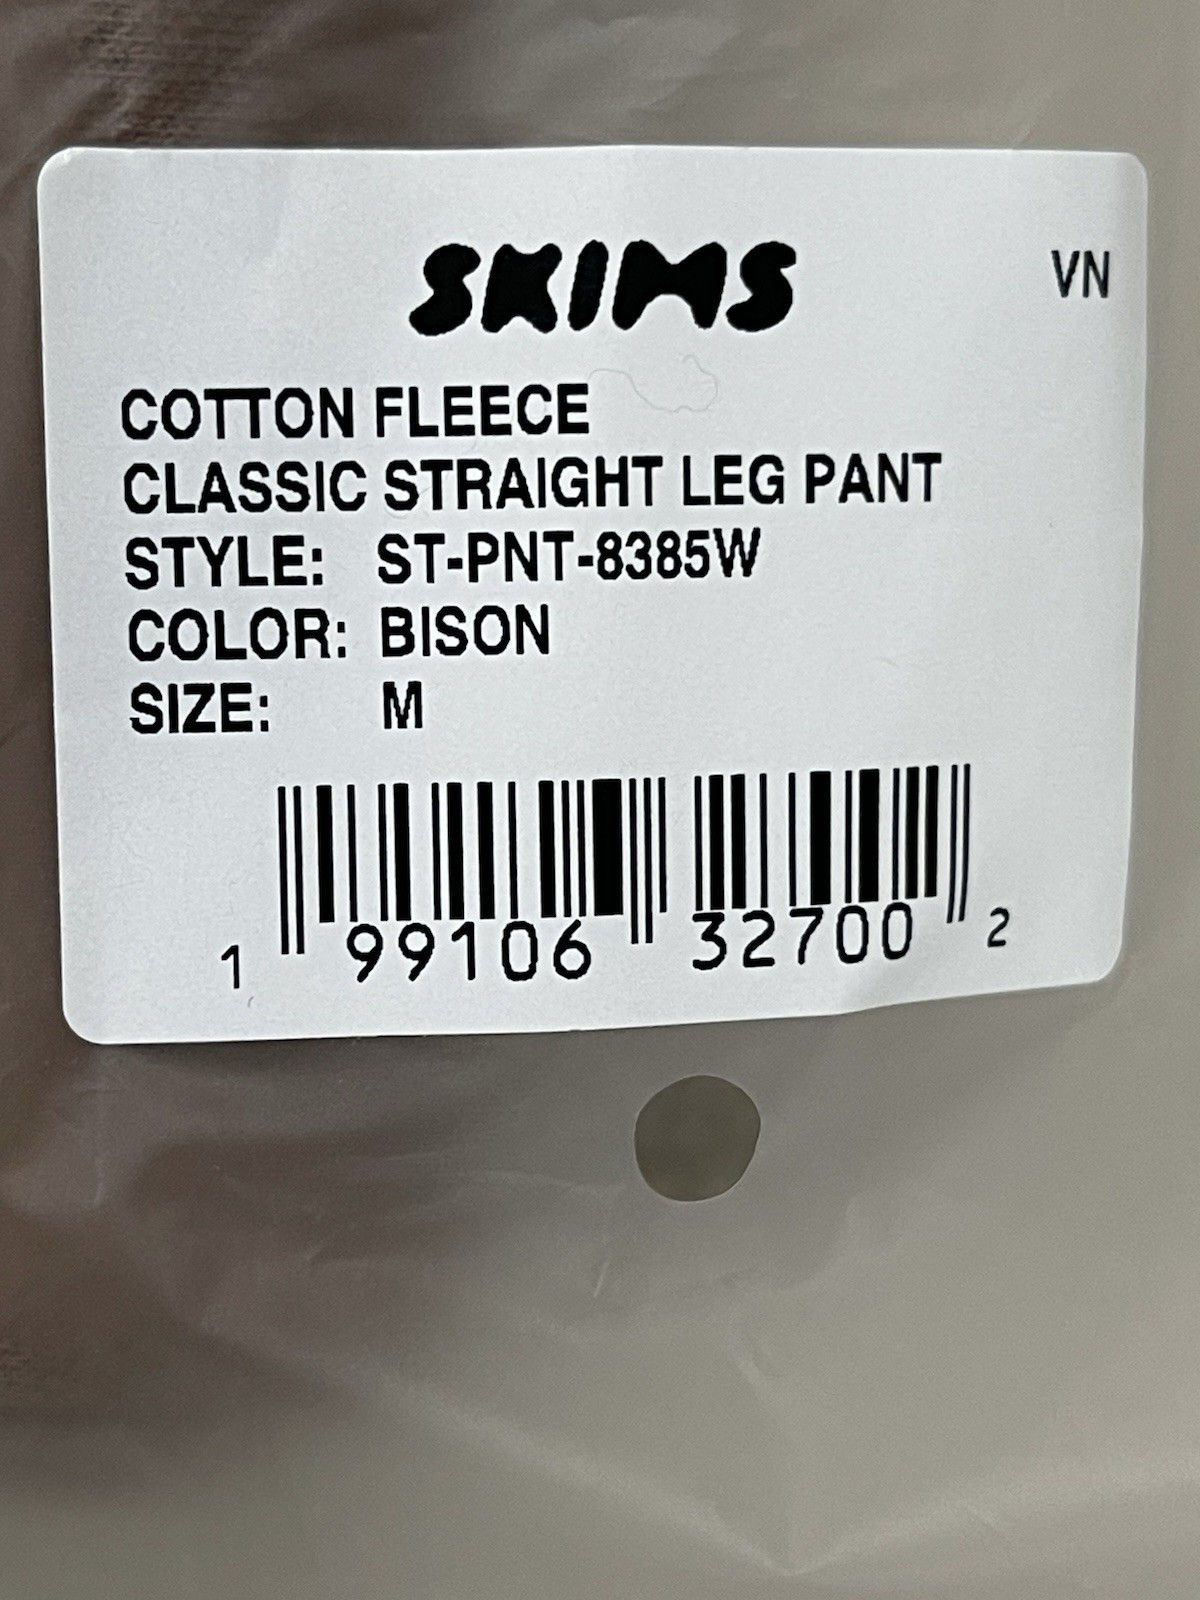 SKIMS
VN
COTTON FLEECE
CLASSIC STRAIGHT LEG PANT
STYLE: ST-PNT-8385W
COLOR: BISON
SIZE: M
1 99106 32700 2